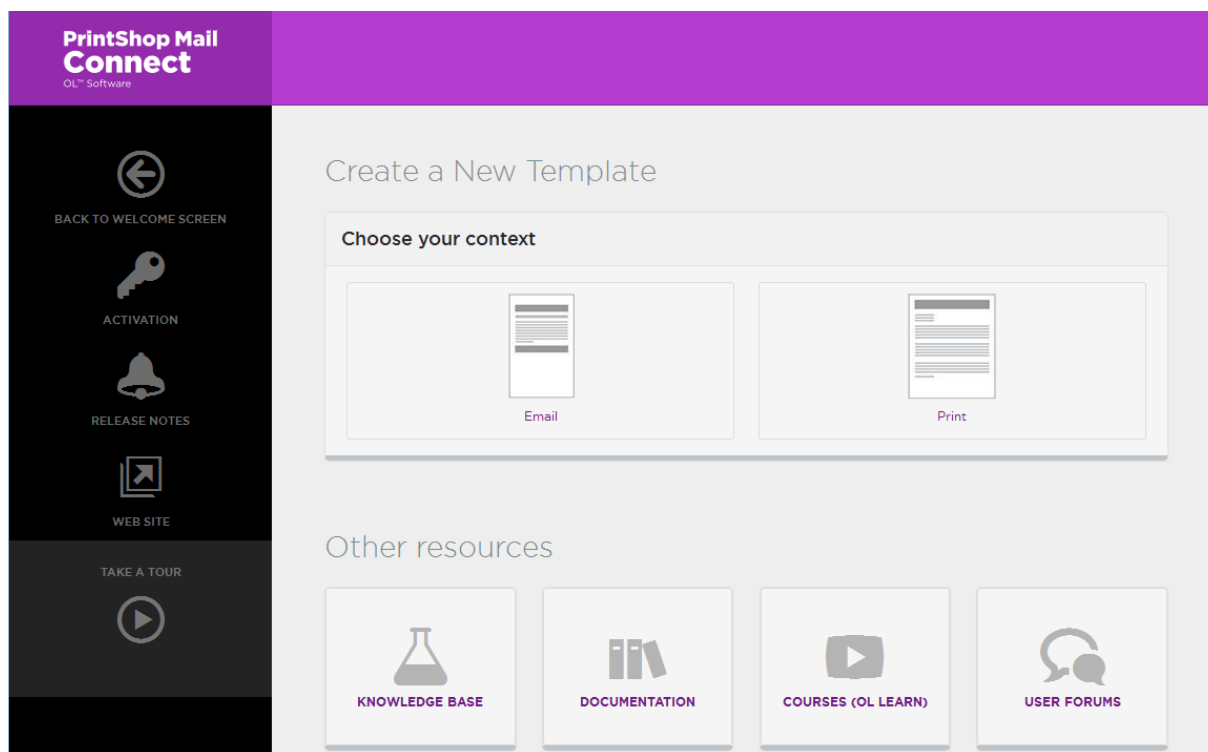 PrintShop Mail
Connect
OL™ Software
BACK TO WELCOME SCREEN
ACTIVATION
RELEASE NOTES
WEB SITE
TAKE A TOUR
Create a New Template
Choose your context
Email
Print
Other resources
KNOWLEDGE BASE
DOCUMENTATION
COURSES (OL LEARN)
USER FORUMS